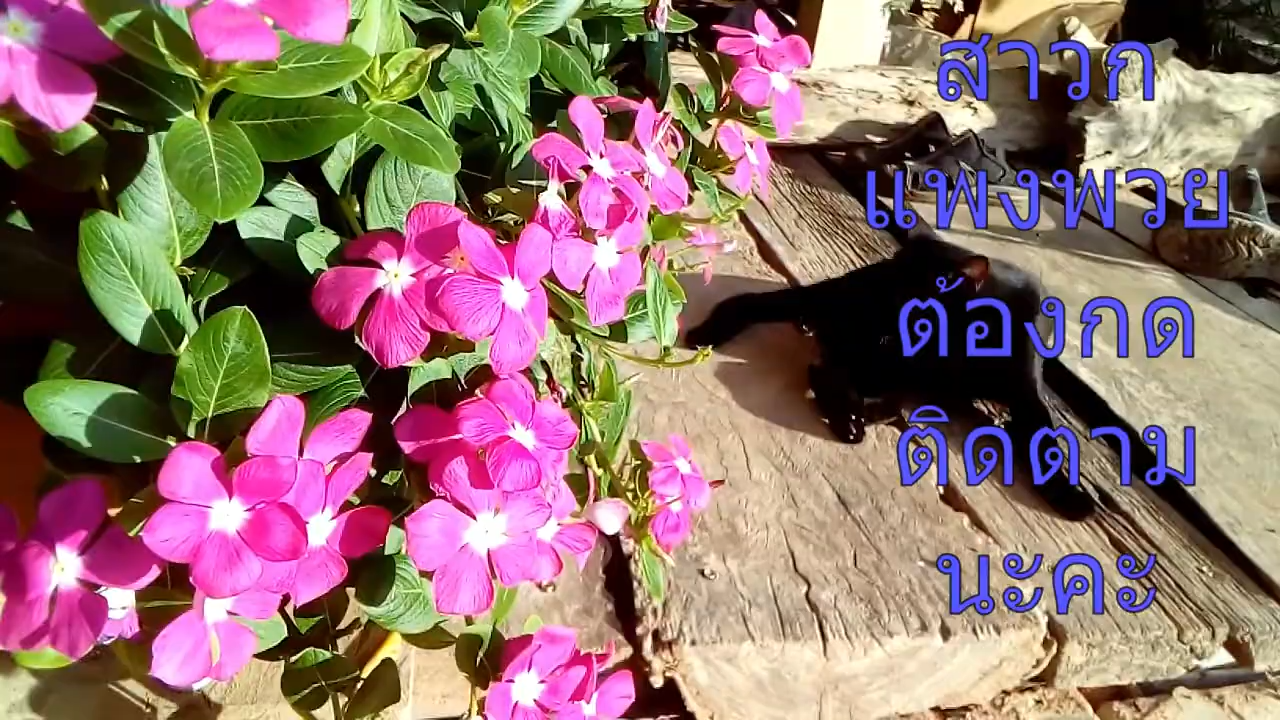 สาวก
แพงพวย
ต้องกด
ติดตาม
นะคะ